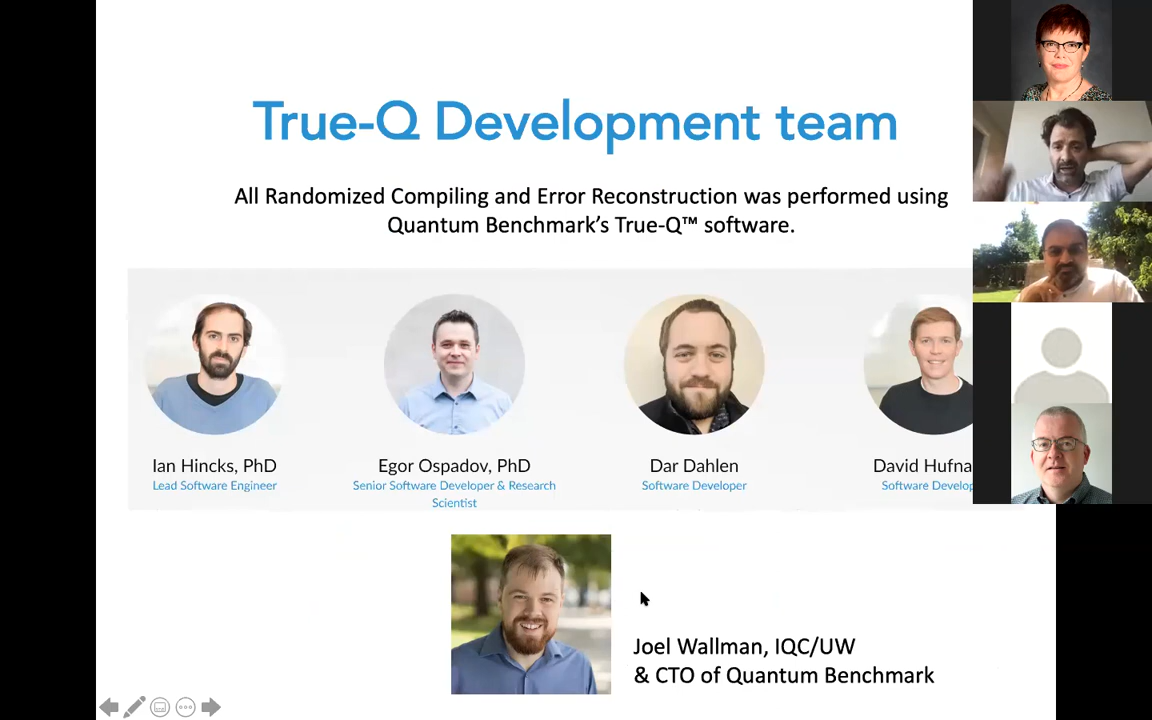 True-Q Development team
All Randomized Compiling and Error Reconstruction was performed using
Quantum Benchmark's True-Q™ software.
Ian Hincks, PhD
Lead Software Engineer
Egor Ospadov, PhD
Senior Software Developer & Research
Scientist
Dar Dahlen
Software Developer
David Hufna
Software Develop
Joel Wallman, IQC/UW
& CTO of Quantum Benchmark